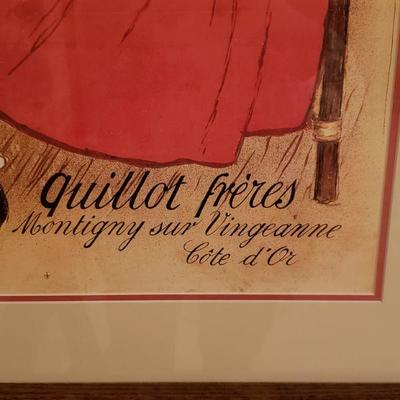 Quillot frères
Montigny sur Vingeanne
Côte d'Or